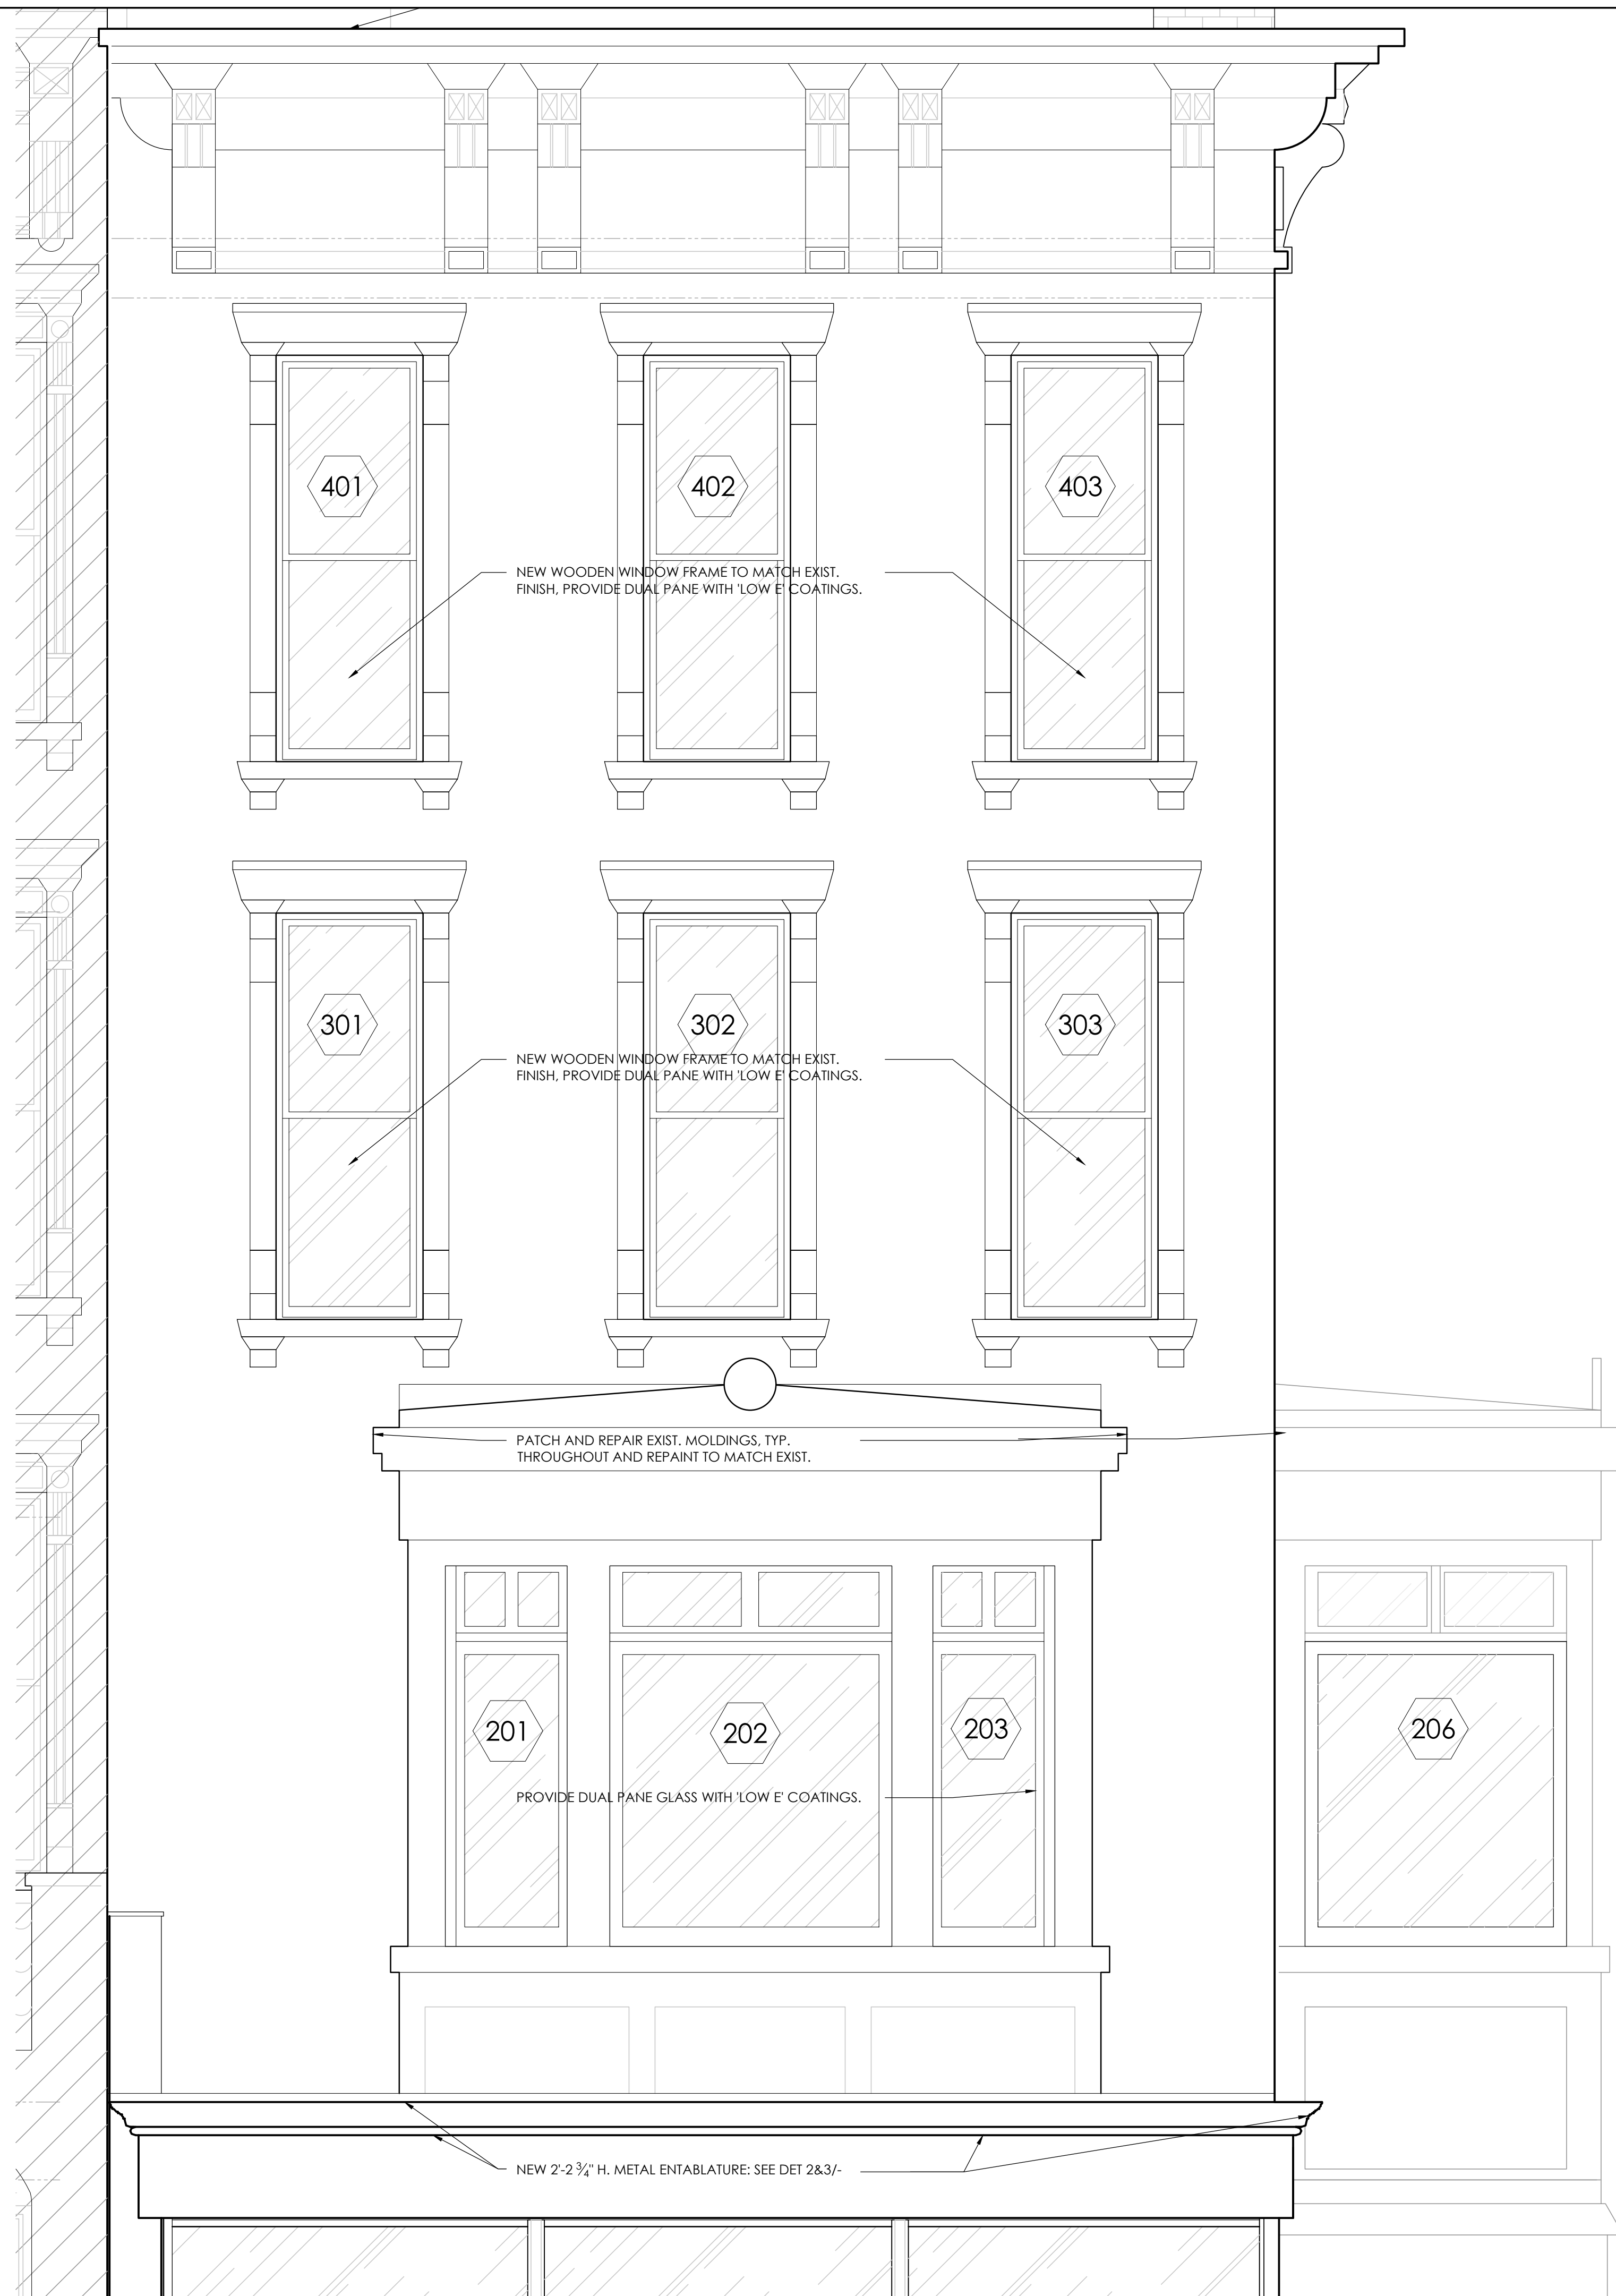 401
402
403
NEW WOODEN WINDOW FRAME TO MATCH EXIST.
FINISH, PROVIDE DUAL PANE WITH 'LOW E' COATINGS.
301
302
303
NEW WOODEN WINDOW FRAME TO MATCH EXIST.
FINISH, PROVIDE DUAL PANE WITH 'LOW E' COATINGS.
PATCH AND REPAIR EXIST. MOLDINGS, TYP.
THROUGHOUT AND REPAINT TO MATCH EXIST.
201
202
203
206
PROVIDE DUAL PANE GLASS WITH 'LOW E' COATINGS.
NEW 2'-2 3/4" H. METAL ENTABLATURE: SEE DET 2&3/-